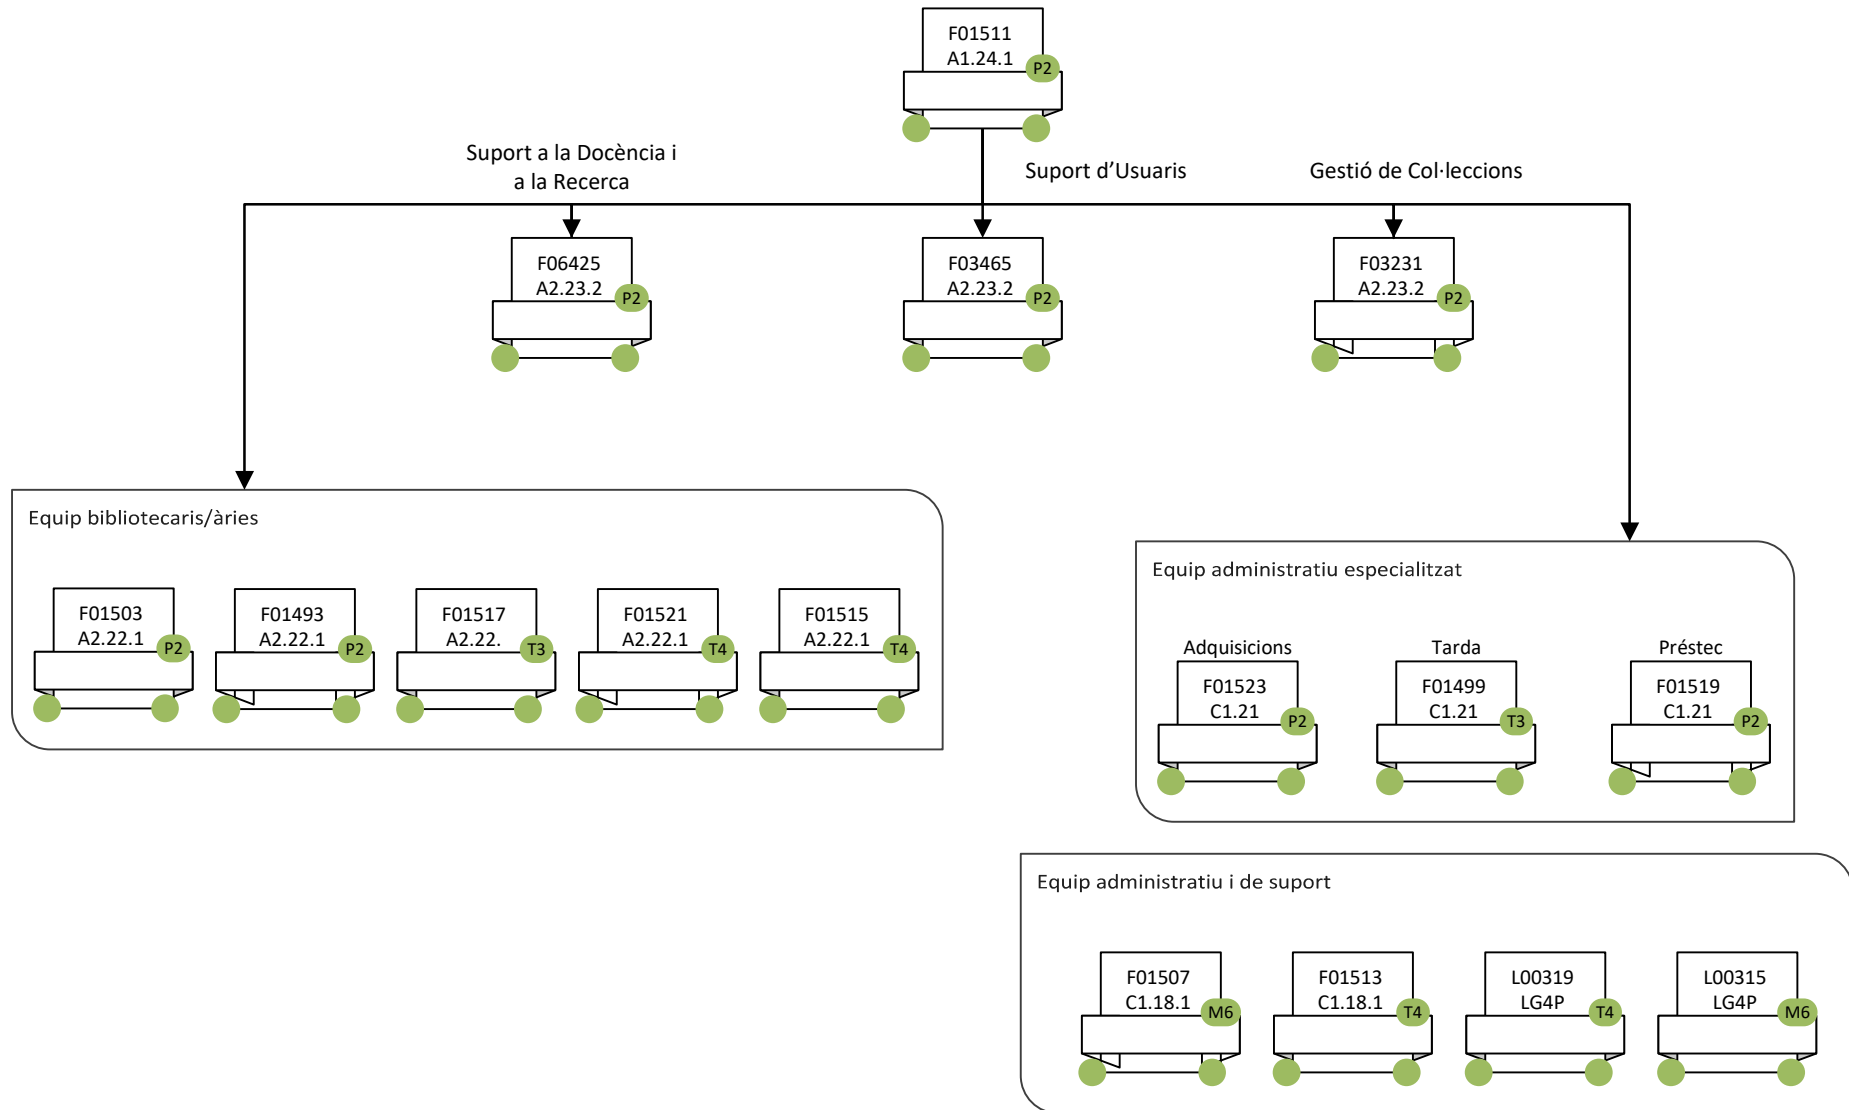 F01511
A1.24.1
P2
Suport a la Docència i
a la Recerca
Suport d’Usuaris
Gestió de Col·leccions
F06425
A2.23.2
P2
F03465
A2.23.2
P2
F03231
A2.23.2
P2
Equip bibliotecaris/àries
F01503
A2.22.1
P2
F01493
A2.22.1
P2
F01517
A2.22.
T3
F01521
A2.22.1
T4
F01515
A2.22.1
T4
Equip administratiu especialitzat
Adquisicions
F01523
C1.21
P2
Tarda
F01499
C1.21
T3
Préstec
F01519
C1.21
P2
Equip administratiu i de suport
F01507
C1.18.1
M6
F01513
C1.18.1
T4
L00319
LG4P
T4
L00315
LG4P
M6